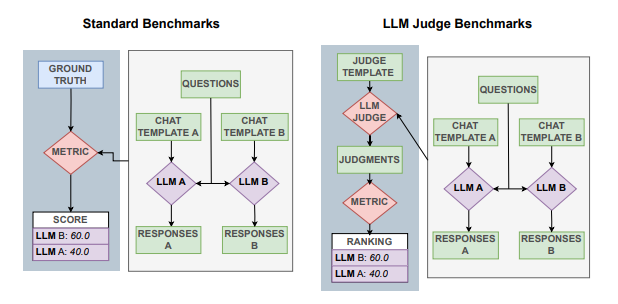 Standard Benchmarks
GROUND
TRUTH
METRIC
SCORE
LLM B: 60.0
LLM A: 40.0
QUESTIONS
CHAT
TEMPLATE A
CHAT
TEMPLATE B
LLM A
LLM B
RESPONSES
A
RESPONSES
B
LLM Judge Benchmarks
JUDGE
TEMPLATE
LLM
JUDGE
JUDGMENTS
METRIC
RANKING
LLM B: 60.0
LLM A: 40.0
QUESTIONS
CHAT
TEMPLATE A
CHAT
TEMPLATE B
LLM A
LLM B
RESPONSES
A
RESPONSES
B